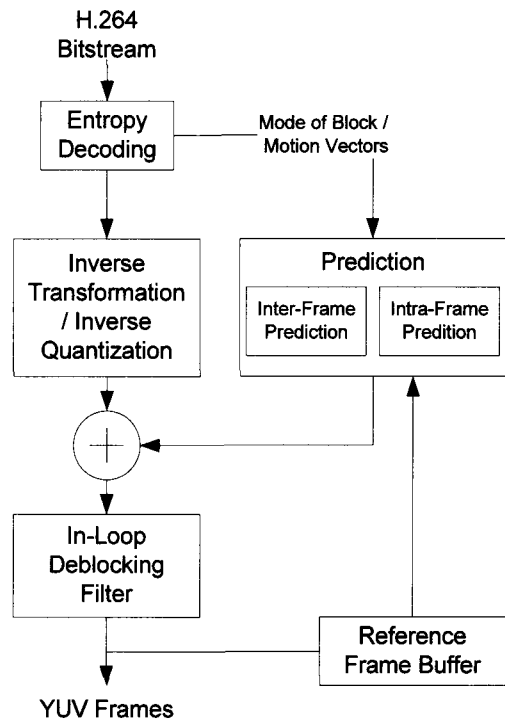 H.264
Bitstream
Entropy
Decoding
Mode of Block /
Motion Vectors
Inverse
Transformation
/ Inverse
Quantization
Prediction
Inter-Frame
Prediction
Intra-Frame
Predition
In-Loop
Deblocking
Filter
Reference
Frame Buffer
YUV Frames